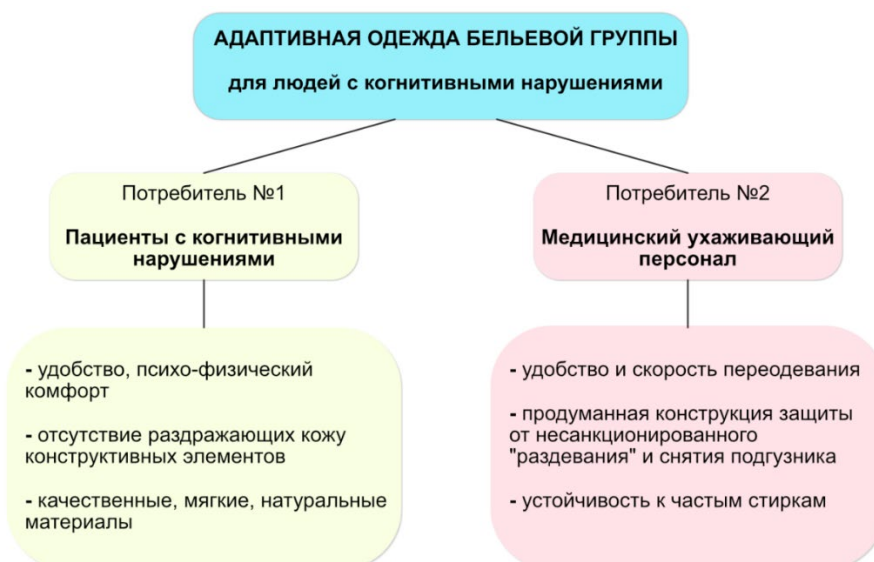 АДАПТИВНАЯ ОДЕЖДА БЕЛЬЕВОЙ ГРУППЫ
для людей с когнитивными нарушениями
Потребитель №1
Пациенты с когнитивными
нарушениями
- удобство, психо-физический
комфорт
- отсутствие раздражающих кожу
конструктивных элементов
- качественные, мягкие, натуральные
материалы
Потребитель №2
Медицинский ухаживающий
персонал
- удобство и скорость переодевания
- продуманная конструкция защиты
от несанкционированного
"раздевания" и снятия подгузника
- устойчивость к частым стиркам